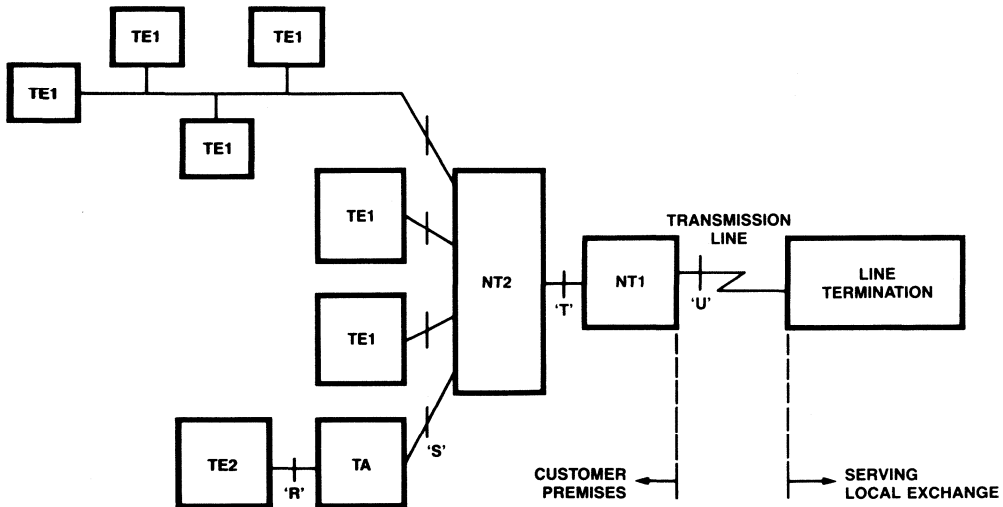 TE1
TE1
TE1
TE1
TE1
TE1
TE2
'R'
TA
'S'
NT2
'T'
NT1
'U'
TRANSMISSION
LINE
LINE
TERMINATION
CUSTOMER
PREMISES
SERVING
LOCAL EXCHANGE